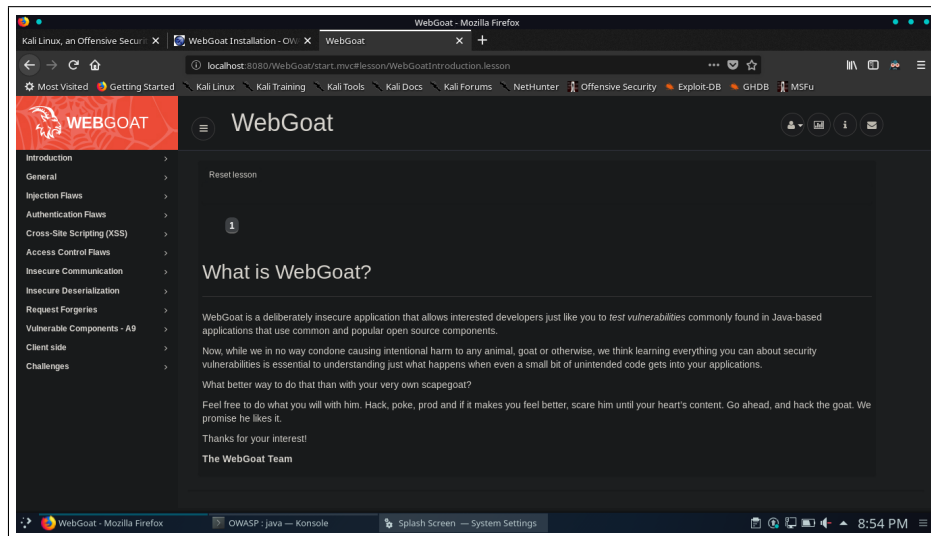 WebGoat - Mozilla Firefox
Kali Linux, an Offensive Securi
WebGoat Installation - OW
WebGoat
localhost:8080/WebGoat/start.mvc#lesson/WebGoatIntroduction.lesson
Most Visited Getting Started Kali Linux Kali Training Kali Tools Kali Docs Kali Forums NetHunter Offensive Security Exploit-DB GHDB MSFu
WEBGOAT
WebGoat
Introduction
General
Injection Flaws
Authentication Flaws
Cross-Site Scripting (XSS)
Access Control Flaws
Insecure Communication
Insecure Deserialization
Request Forgeries
Vulnerable Components - A9
Client side
Challenges
Reset lesson
1
What is WebGoat?
WebGoat is a deliberately insecure application that allows interested developers just like you to test vulnerabilities commonly found in Java-based
applications that use common and popular open source components.
Now, while we in no way condone causing intentional harm to any animal, goat or otherwise, we think learning everything you can about security
vulnerabilities is essential to understanding just what happens when even a small bit of unintended code gets into your applications.
What better way to do that than with your very own scapegoat?
Feel free to do what you will with him. Hack, poke, prod and if it makes you feel better, scare him until your heart's content. Go ahead, and hack the goat. We
promise he likes it.
Thanks for your interest!
The WebGoat Team
WebGoat - Mozilla Firefox
OWASP : java — Konsole
Splash Screen — System Settings
8:54 PM